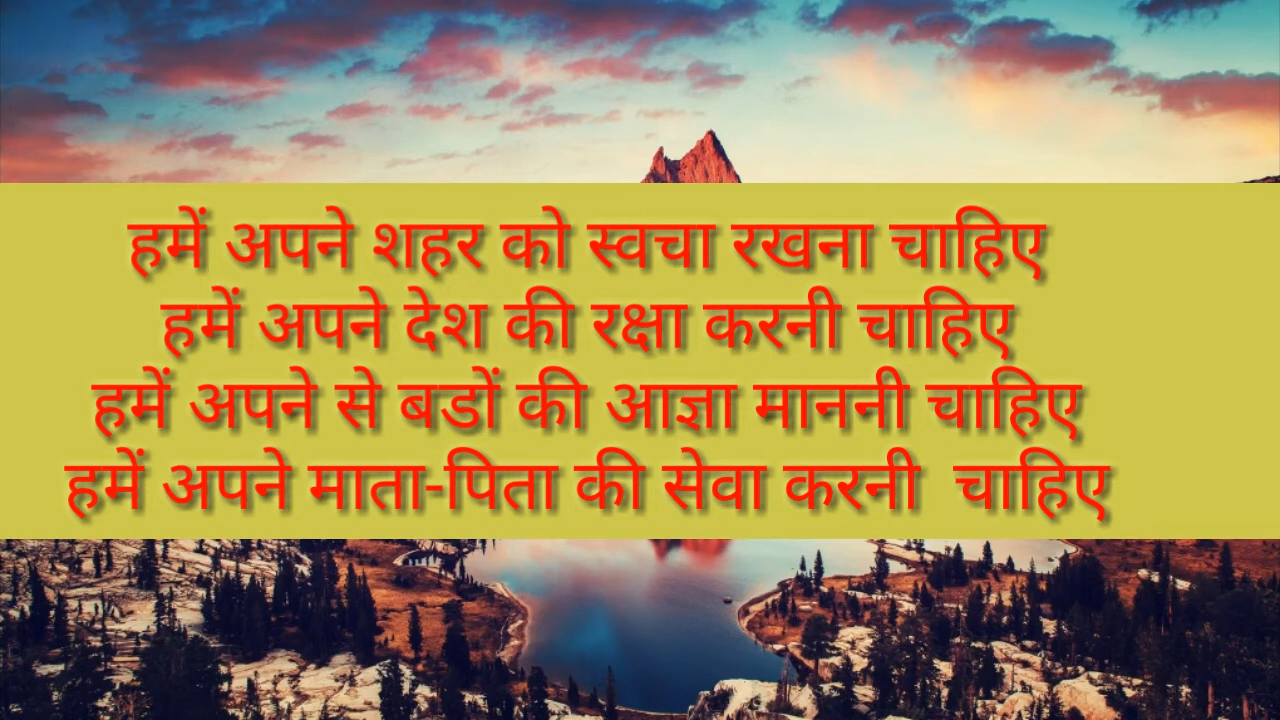 हमें अपने शहर को स्वचा रखना चाहिए
हमें अपने देश की रक्षा करनी चाहिए
हमें अपने से बडों की आज्ञा माननी चाहिए
हमें अपने माता-पिता की सेवा करनी  चाहिए